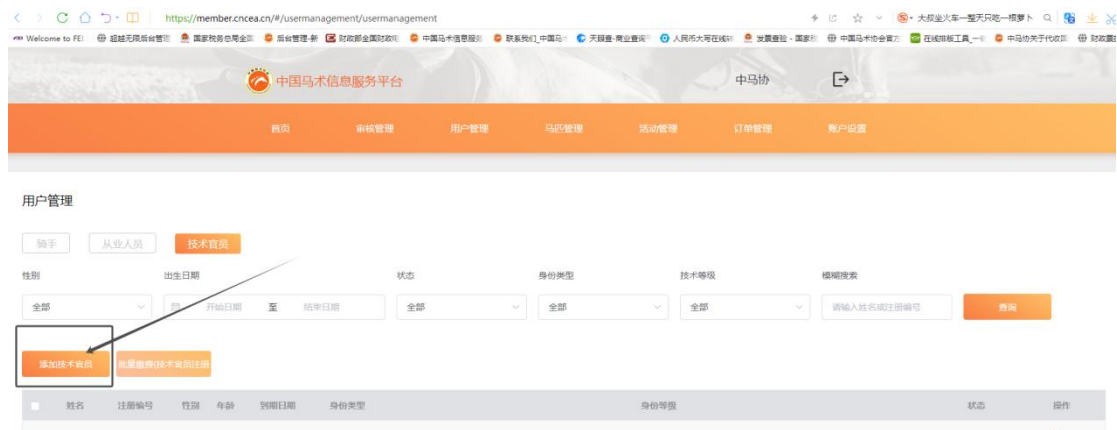 https://member.cncea.cn/#/usermanagement/usermanagement
大叔坐火车一整天只吃一根萝卜
Welcome to FEI
超越无限后台管理
国家税务总局全国
后台管理-新
财政部全国财政
中国马术信息服务
联系我们_中国马
天眼查-商业查询
人民币大写在线转
发票查验 - 国家税
中国马术协会官方
在线排板工具_一
中马协关于代收
财政票
中国马术信息服务平台
中马协
首页 审核管理 用户管理 马匹管理 活动管理 订单管理 账户设置
用户管理
骑手 从业人员 技术官员
性别 出生日期 状态 身份类型 技术等级 模糊搜索
全部 开始日期 至 结束日期 全部 全部 全部 请输入姓名或注册编号 查询
添加技术官员 批量缴费(技术官员注册
姓名 注册编号 性别 年龄 到期日期 身份类型 身份等级 状态 操作